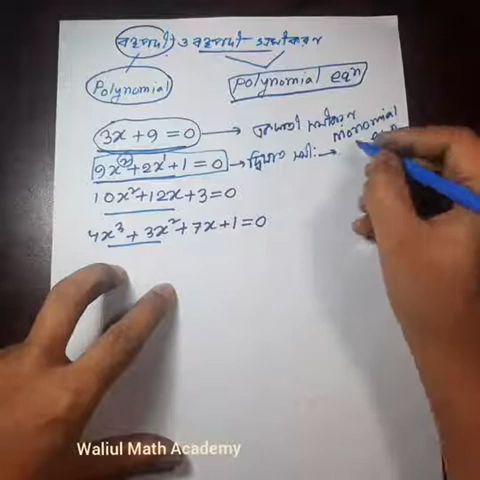 বহুপদী ও বহুপদী সমীকরণ
Polynomial
Polynomial eqn
3x + 9 = 0 → একঘাত সমীকরণ
monomial
9x² + 2x¹ + 1 = 0 → দ্বিঘাত সমী: →
10x² + 12x + 3 = 0
4x³ + 3x² + 7x + 1 = 0
Waliul Math Academy